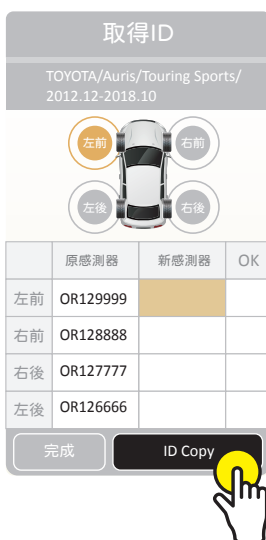 取得ID
TOYOTA/Auris/Touring Sports/
2012.12-2018.10
左前 右前
左後 右後
原感測器 新感測器 OK
左前 OR129999
右前 OR128888
右後 OR127777
左後 OR126666
完成 ID Copy